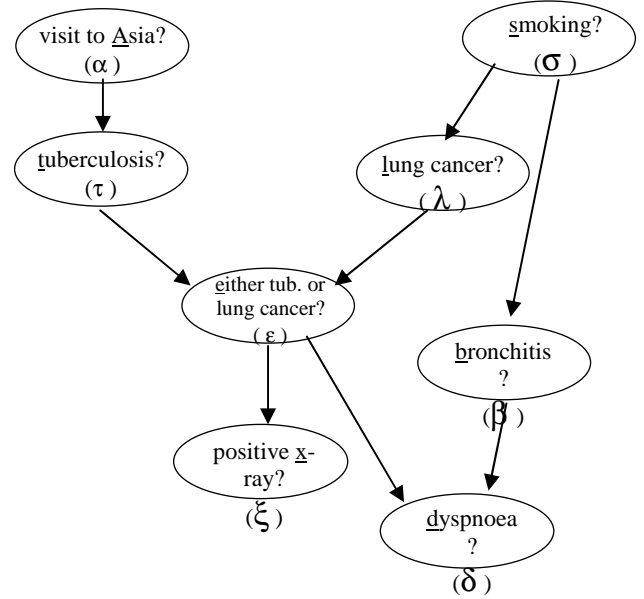 visit to Asia?
(α )
smoking?
(σ)
tuberculosis?
(τ)
lung cancer?
( λ )
either tub. or
lung cancer?
( ε )
bronchitis
?
(β )
positive x-
ray?
(ξ )
dyspnoea
?
(δ )